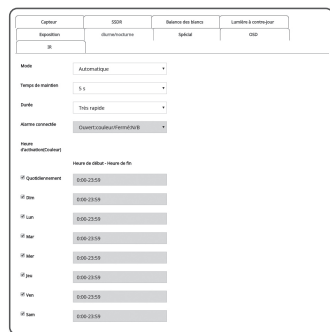 Capteur SSDR Balance des blancs Lumière à contre-jour
Exposition diurne/nocturne Spécial OSD
IR
Mode Automatique
Temps de maintien 5 s
Durée Très rapide
Alarme connectée Ouvert:couleur/Fermé:N/B
Heure
d'activation(Couleur)
Heure de début - Heure de fin
Quotidiennement 0:00-23:59
Dim 0:00-23:59
Lun 0:00-23:59
Mar 0:00-23:59
Mer 0:00-23:59
Jeu 0:00-23:59
Ven 0:00-23:59
Sam 0:00-23:59